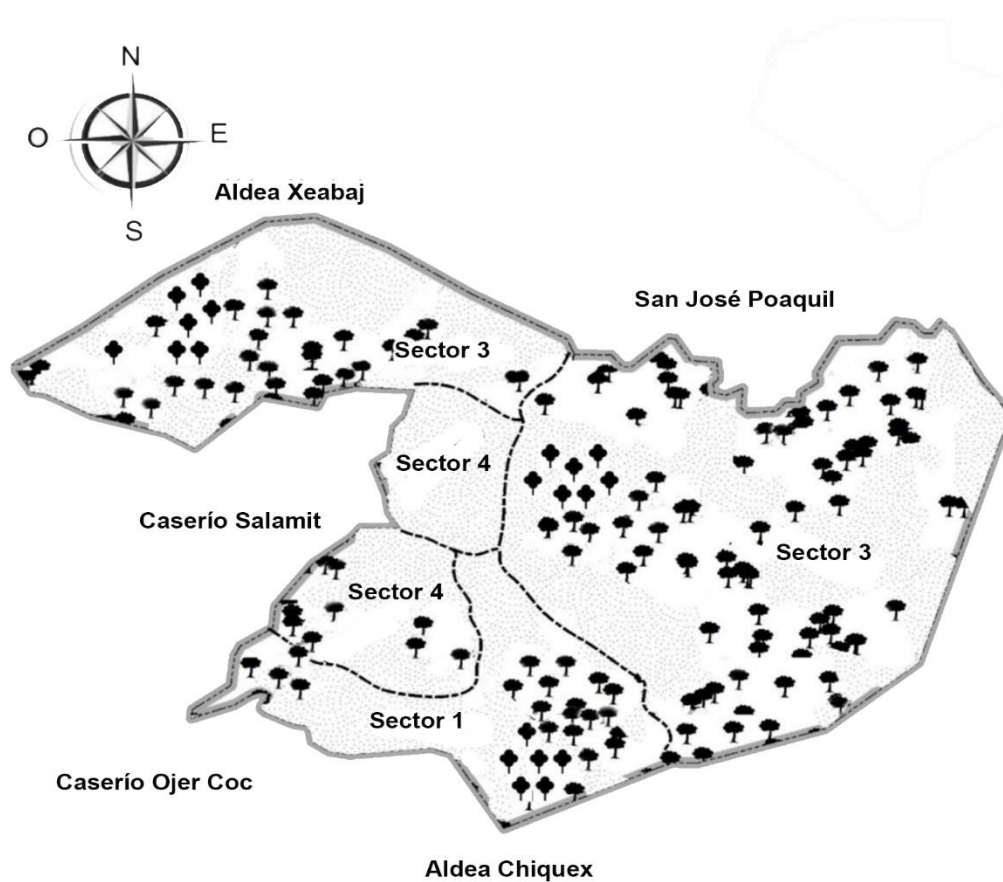 N
O
E
S
Aldea Xeabaj
San José Poaquil
Sector 3
Sector 4
Caserío Salamit
Sector 3
Sector 4
Sector 1
Caserío Ojer Coc
Aldea Chiquex